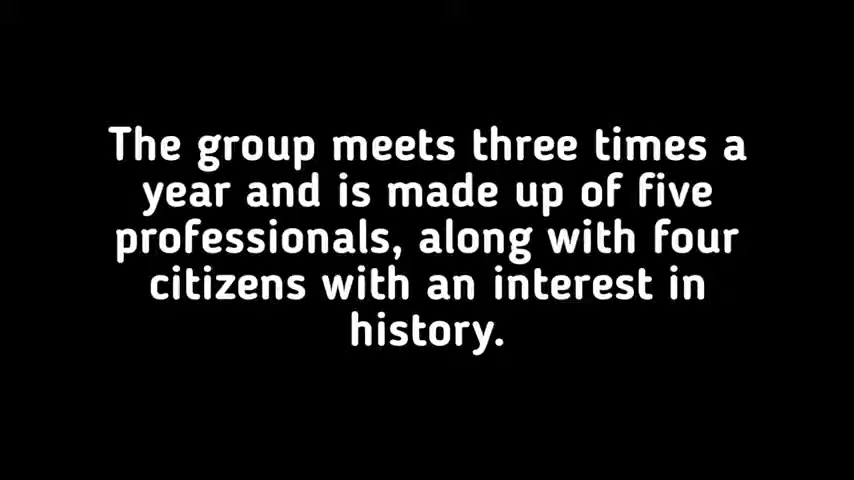 The group meets three times a
year and is made up of five
professionals, along with four
citizens with an interest in
history.